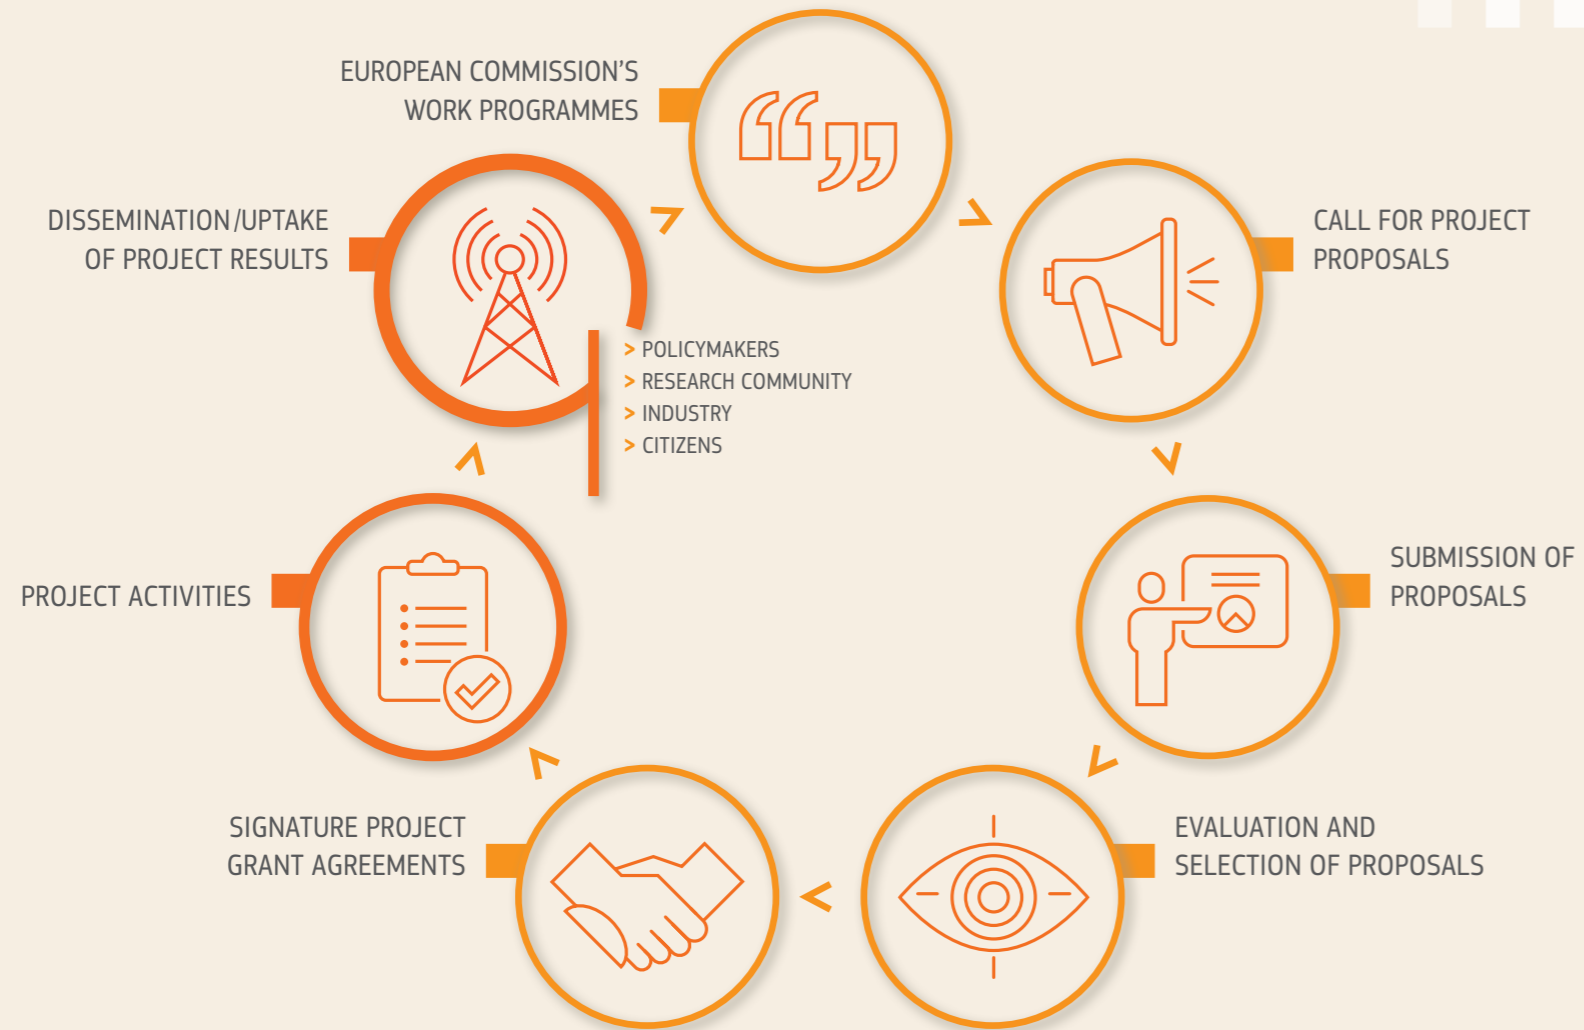 EUROPEAN COMMISSION'S
WORK PROGRAMMES
CALL FOR PROJECT
PROPOSALS
SUBMISSION OF
PROPOSALS
EVALUATION AND
SELECTION OF PROPOSALS
SIGNATURE PROJECT
GRANT AGREEMENTS
PROJECT ACTIVITIES
DISSEMINATION/UPTAKE
OF PROJECT RESULTS
> POLICYMAKERS
> RESEARCH COMMUNITY
> INDUSTRY
> CITIZENS